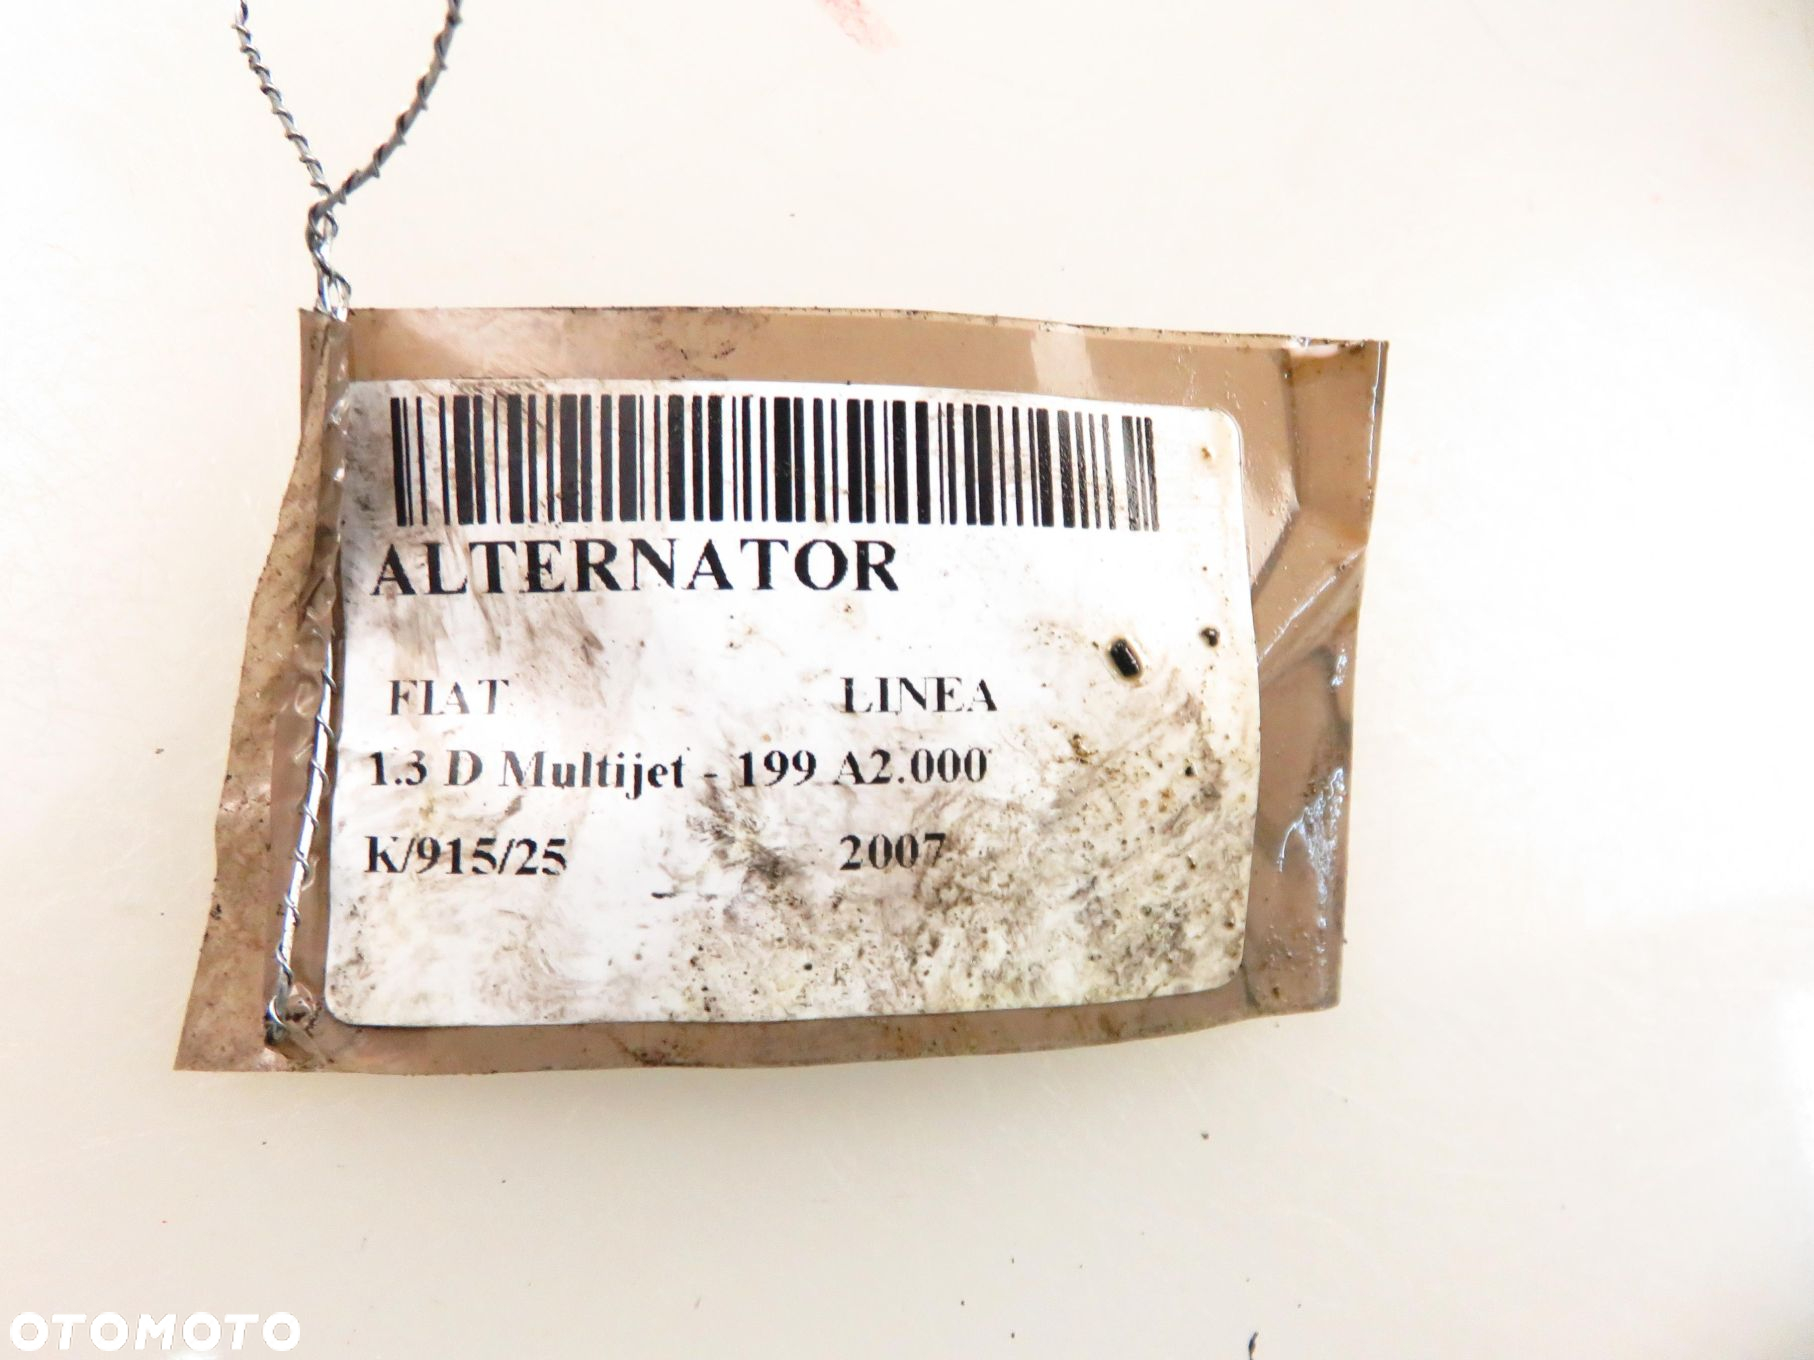 ALTERNATOR
FIAT LINEA
1.3 D Multijet - 199 A2.000
K/915/25 2007
OTOMOTO